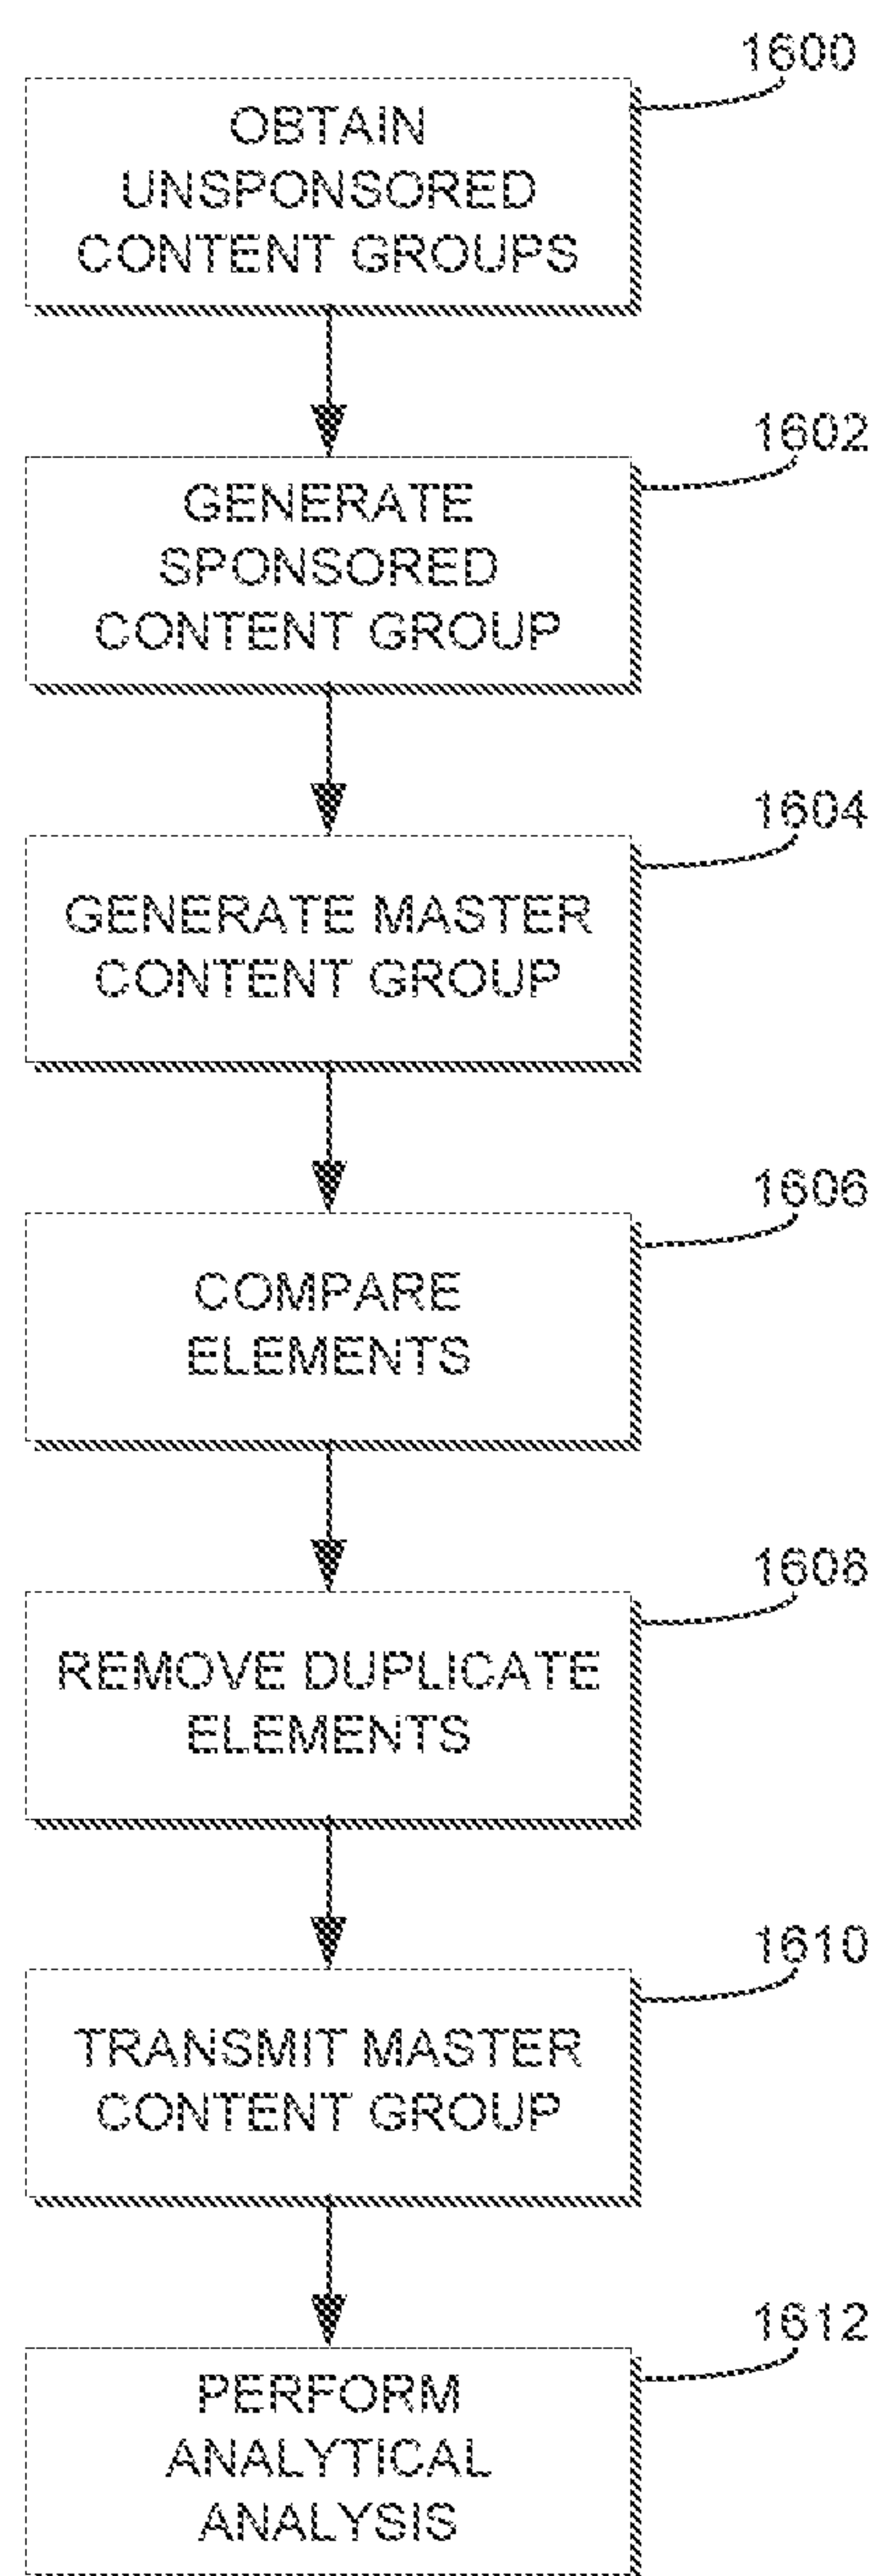 1600
OBTAIN
UNSPONSORED
CONTENT GROUPS
1602
GENERATE
SPONSORED
CONTENT GROUP
1604
GENERATE MASTER
CONTENT GROUP
1606
COMPARE
ELEMENTS
1608
REMOVE DUPLICATE
ELEMENTS
1610
TRANSMIT MASTER
CONTENT GROUP
1612
PERFORM
ANALYTICAL
ANALYSIS